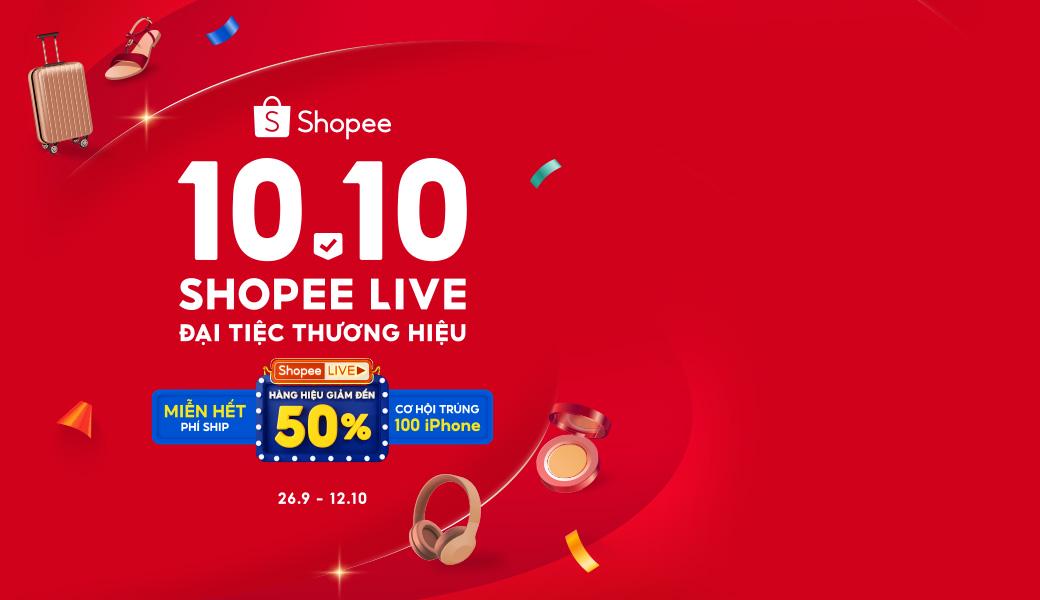 Shopee
10.10
SHOPEE LIVE
ĐẠI TIỆC THƯƠNG HIỆU
Shopee LIVE
MIỄN HẾT
PHÍ SHIP
HÀNG HIỆU GIẢM ĐẾN
50%
CƠ HỘI TRÚNG
100 iPhone
26.9 - 12.10